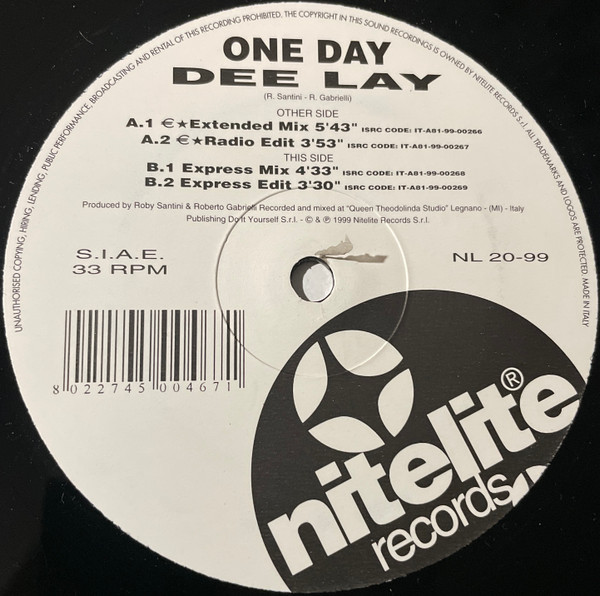 UNAUTHORISED COPYING, HIRING, LENDING, PUBLIC PERFORMANCE, BROADCASTING AND RENTAL OF THIS RECORDING PROHIBITED. THE COPYRIGHT IN THIS SOUND RECORDINGS IS OWNED BY NITELITE RECORDS S.r.l. ALL TRADEMARKS AND LOGOS ARE PROTECTED. MADE IN ITALY
ONE DAY
DEE LAY
(R. Santini - R. Gabrielli)
OTHER SIDE
A.1 €★Extended Mix 5'43" ISRC CODE: IT-A81-99-00266
A.2 €★Radio Edit 3'53" ISRC CODE: IT-A81-99-00267
THIS SIDE
B.1 Express Mix 4'33" ISRC CODE: IT-A81-99-00268
B.2 Express Edit 3'30" ISRC CODE: IT-A81-99-00269
Produced by Roby Santini & Roberto Gabrielli Recorded and mixed at "Queen Theodolinda Studio" Legnano - (MI) - Italy
Publishing Do It Yourself S.r.l. - © & ℗ 1999 Nitelite Records S.r.l.
S.I.A.E.
33 RPM
NL 20-99
8 022745 004671
nitelite®
records